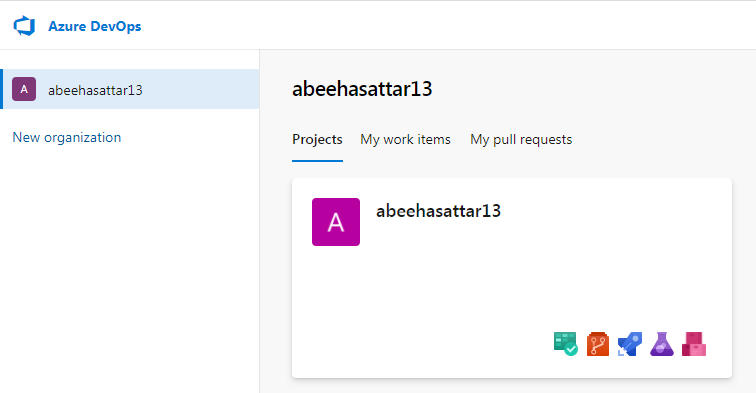 Azure DevOps
A abeehasattar13
New organization
abeehasattar13
Projects My work items My pull requests
A abeehasattar13